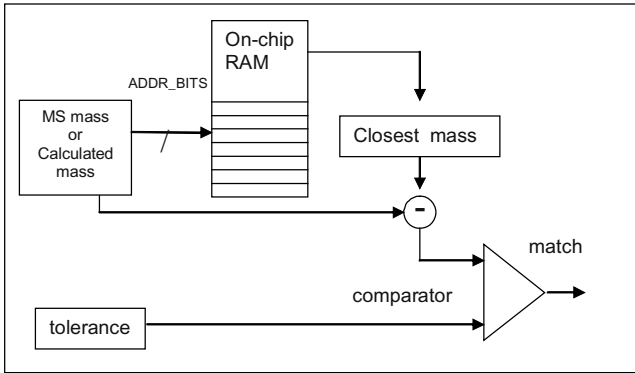 On-chip
RAM
ADDR_BITS
MS mass
or
Calculated
mass
Closest mass
-
match
comparator
tolerance